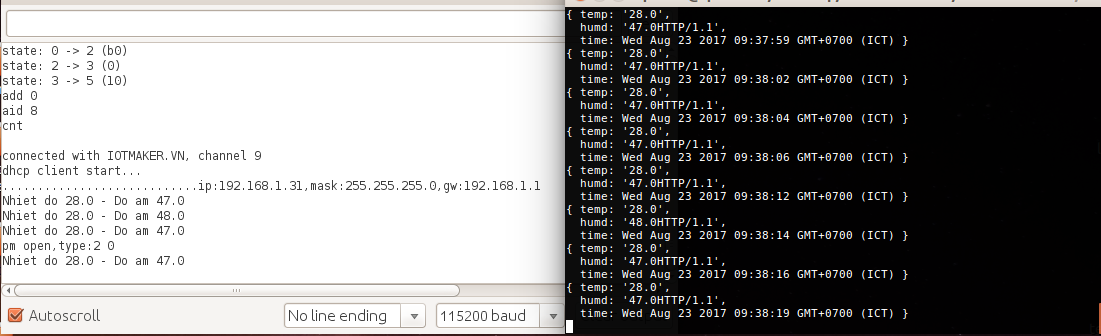 state: 0 -> 2 (b0)
state: 2 -> 3 (0)
state: 3 -> 5 (10)
add 0
aid 8
cnt
connected with IOTMAKER.VN, channel 9
dhcp client start...
............................ip:192.168.1.31,mask:255.255.255.0,gw:192.168.1.1
Nhiet do 28.0 - Do am 47.0
Nhiet do 28.0 - Do am 48.0
Nhiet do 28.0 - Do am 47.0
pm open,type:2 0
Nhiet do 28.0 - Do am 47.0
Autoscroll
No line ending
115200 baud
{ temp: '28.0',
humd: '47.0HTTP/1.1',
time: Wed Aug 23 2017 09:37:59 GMT+0700 (ICT) }
{ temp: '28.0',
humd: '47.0HTTP/1.1',
time: Wed Aug 23 2017 09:38:02 GMT+0700 (ICT) }
{ temp: '28.0',
humd: '47.0HTTP/1.1',
time: Wed Aug 23 2017 09:38:04 GMT+0700 (ICT) }
{ temp: '28.0',
humd: '47.0HTTP/1.1',
time: Wed Aug 23 2017 09:38:06 GMT+0700 (ICT) }
{ temp: '28.0',
humd: '47.0HTTP/1.1',
time: Wed Aug 23 2017 09:38:12 GMT+0700 (ICT) }
{ temp: '28.0',
humd: '48.0HTTP/1.1',
time: Wed Aug 23 2017 09:38:14 GMT+0700 (ICT) }
{ temp: '28.0',
humd: '47.0HTTP/1.1',
time: Wed Aug 23 2017 09:38:16 GMT+0700 (ICT) }
{ temp: '28.0',
humd: '47.0HTTP/1.1',
time: Wed Aug 23 2017 09:38:19 GMT+0700 (ICT) }